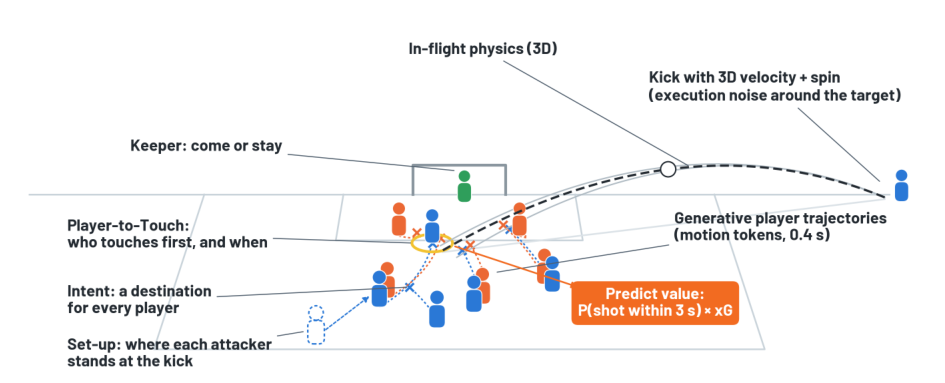 In-flight physics (3D)
Kick with 3D velocity + spin
(execution noise around the target)
Keeper: come or stay
Player-to-Touch:
who touches first, and when
Generative player trajectories
(motion tokens, 0.4 s)
Intent: a destination
for every player
Predict value:
P(shot within 3 s) × xG
Set-up: where each attacker
stands at the kick